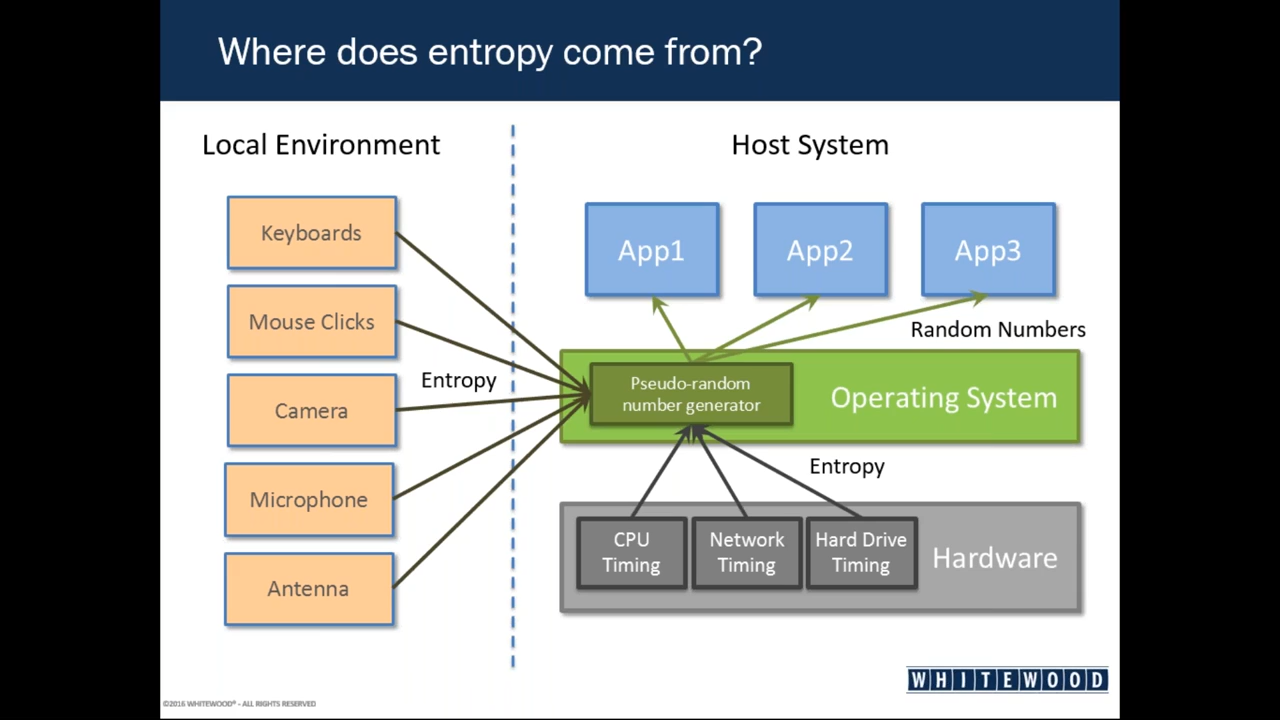 Where does entropy come from?
Local Environment
Host System
Keyboards
Mouse Clicks
Camera
Microphone
Antenna
Entropy
App1
App2
App3
Random Numbers
Pseudo-random
number generator
Operating System
Entropy
CPU
Timing
Network
Timing
Hard Drive
Timing
Hardware
WHITEWOOD
©2016 WHITEWOOD® - ALL RIGHTS RESERVED